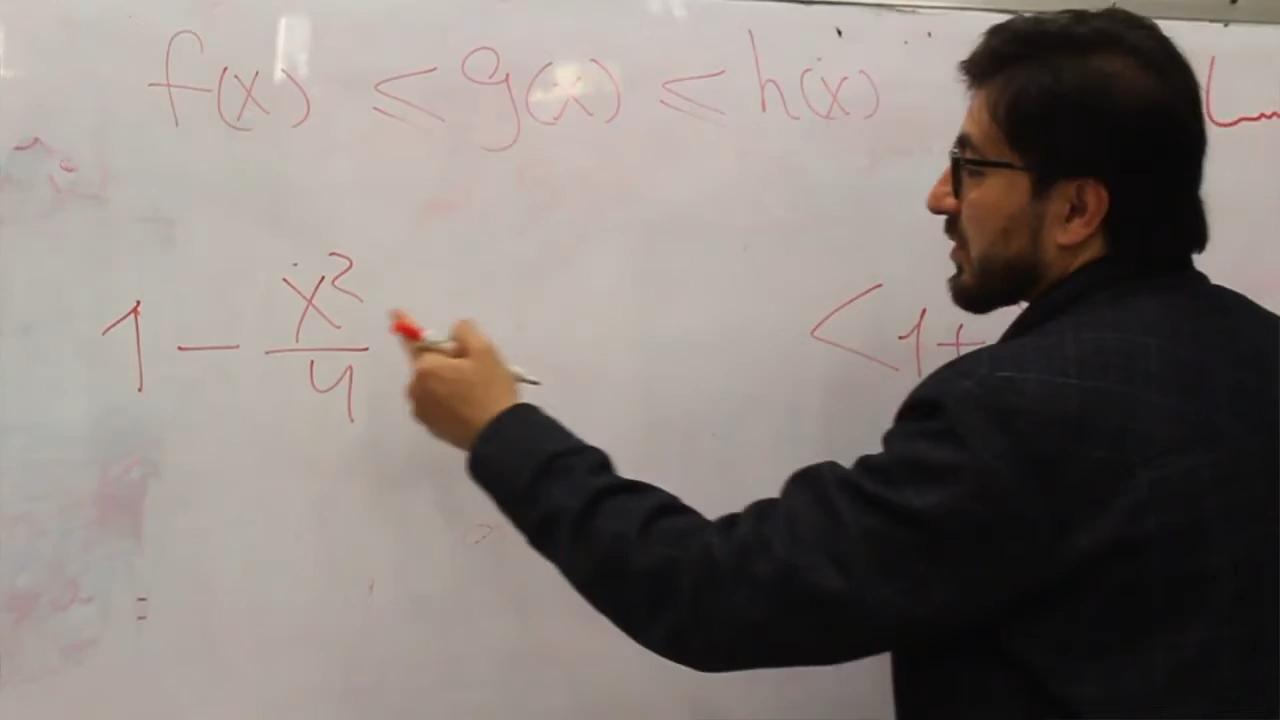 f(x) ≤ g(x) ≤ h(x)
1 - x²/4 < 1+